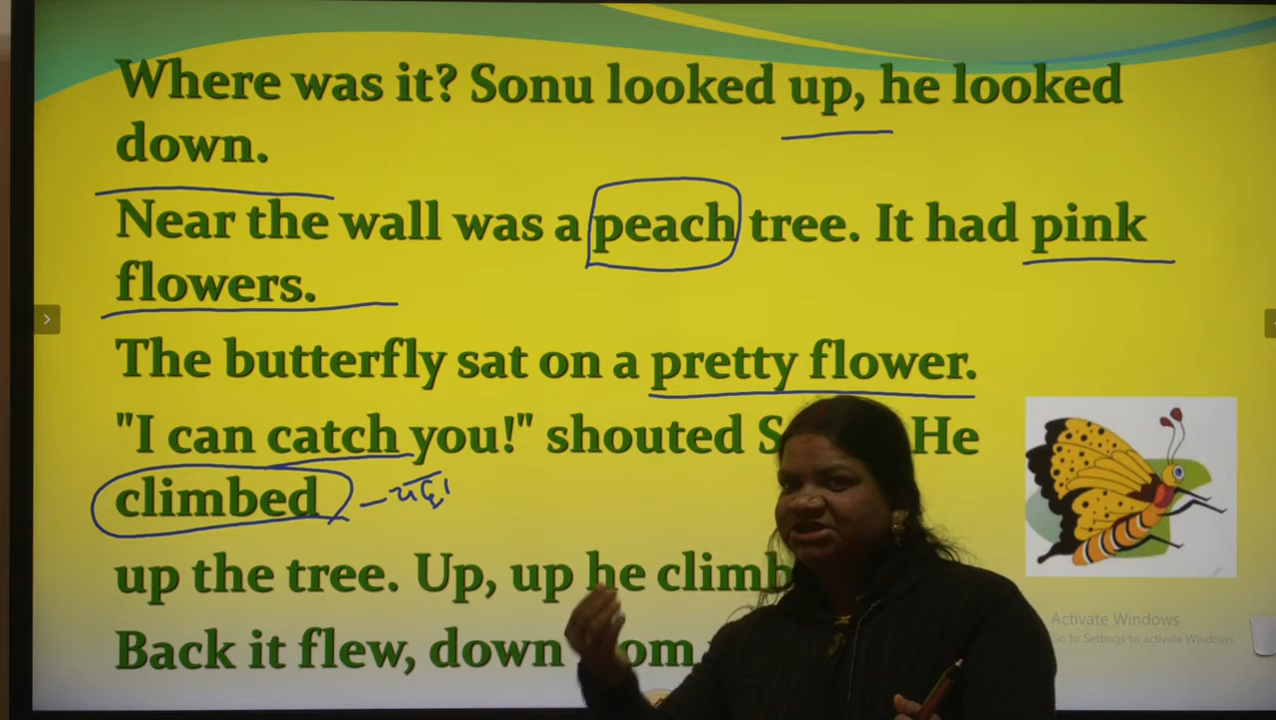 Where was it? Sonu looked up, he looked
down.
Near the wall was a peach tree. It had pink
flowers.
The butterfly sat on a pretty flower.
"I can catch you!" shouted He
climbed
up the tree. Up, up he
Back it flew, down
Activate Windows
Go to Settings to activate Windows.